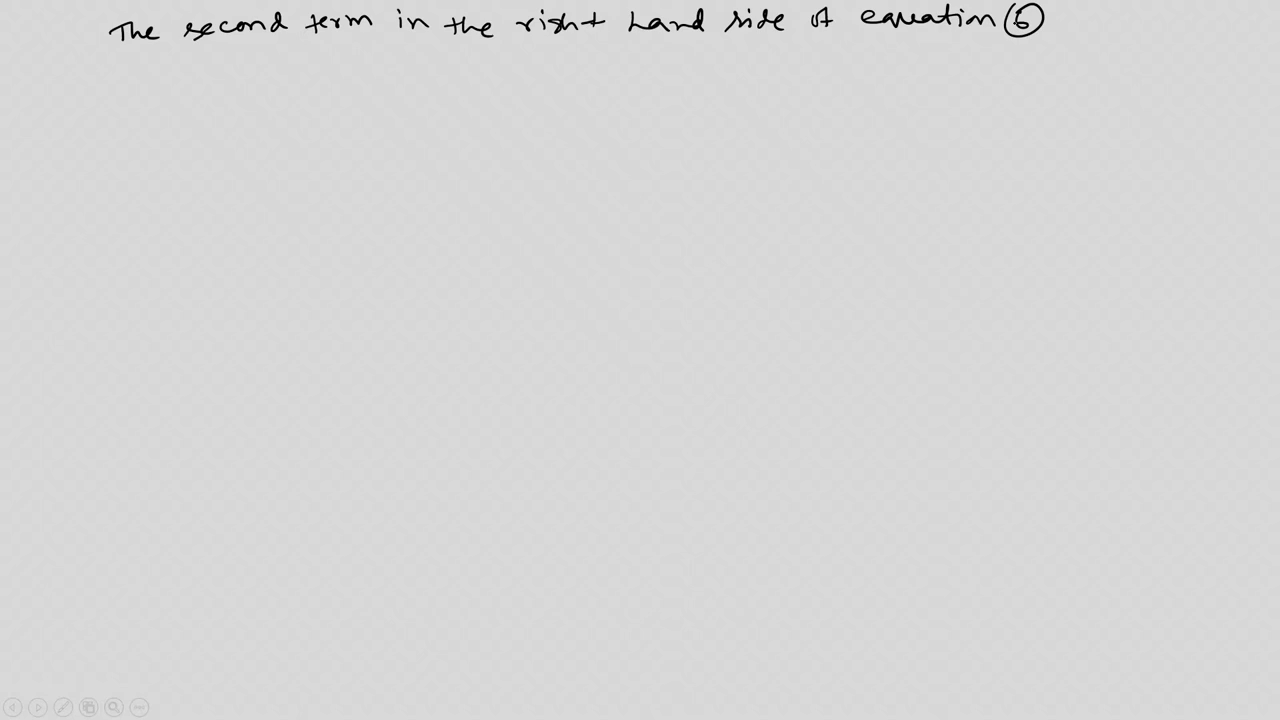 The second term in the right hand side of equation ⑥